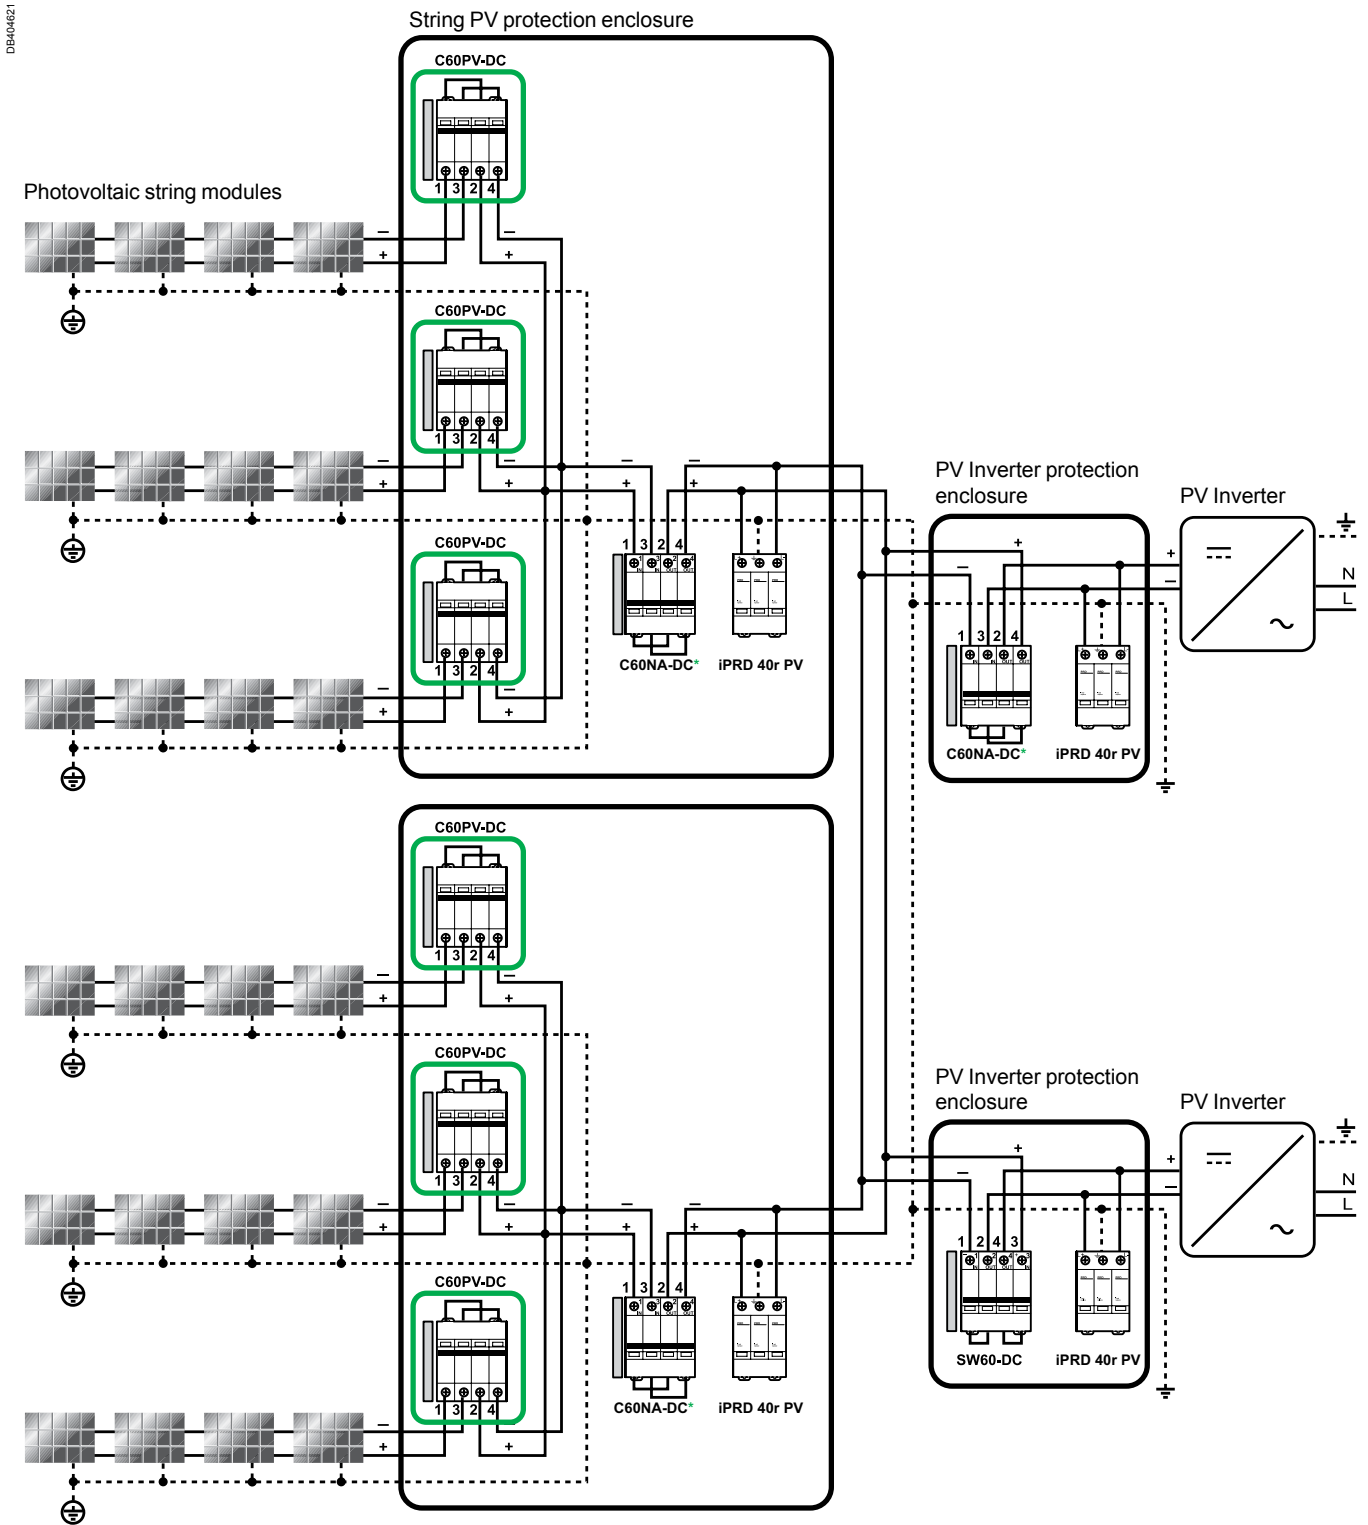 DB404621
String PV protection enclosure
C60PV-DC
1 3 2 4
Photovoltaic string modules
– –
+ +
C60PV-DC
1 3 2 4
– – – –
+ + + +
C60PV-DC
1 3 2 4
1 3 2 4
C60NA-DC*
iPRD 40r PV
– –
+ +
PV Inverter protection
enclosure
PV Inverter
+
–
+
–
N
L
1 3 2 4
C60NA-DC*
iPRD 40r PV
C60PV-DC
1 3 2 4
– –
+ +
C60PV-DC
1 3 2 4
– – – –
+ + + +
C60PV-DC
1 3 2 4
1 3 2 4
C60NA-DC*
iPRD 40r PV
– –
+ +
PV Inverter protection
enclosure
PV Inverter
+
–
+
–
N
L
1 2 4 3
SW60-DC
iPRD 40r PV